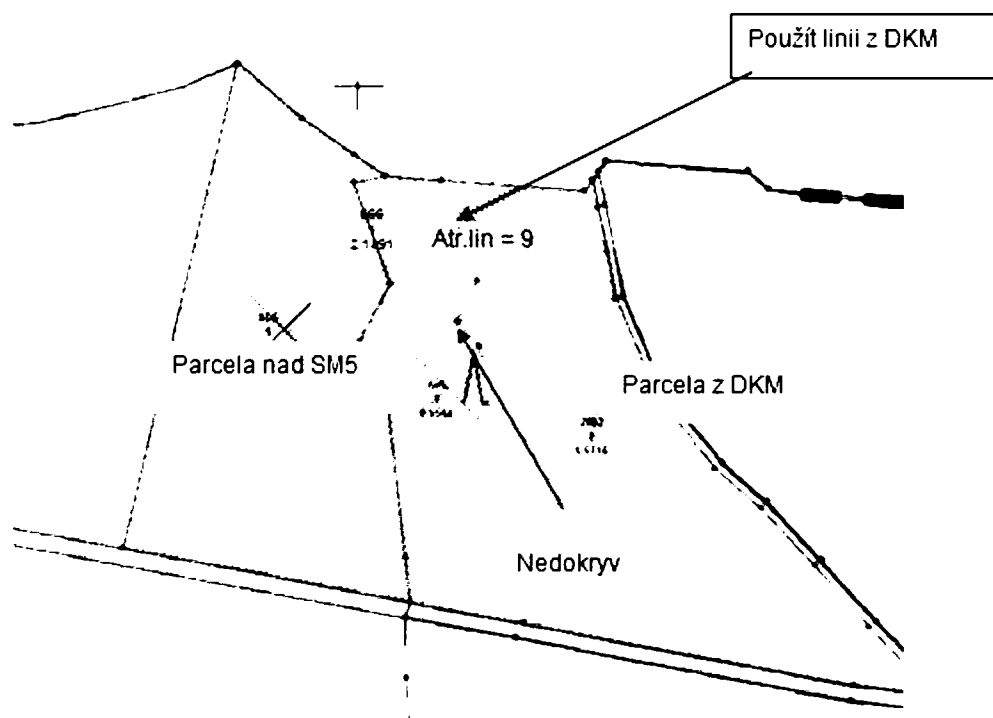 Použít linii z DKM
Atr.lin = 9
Parcela nad SM5
Parcela z DKM
Nedokryv